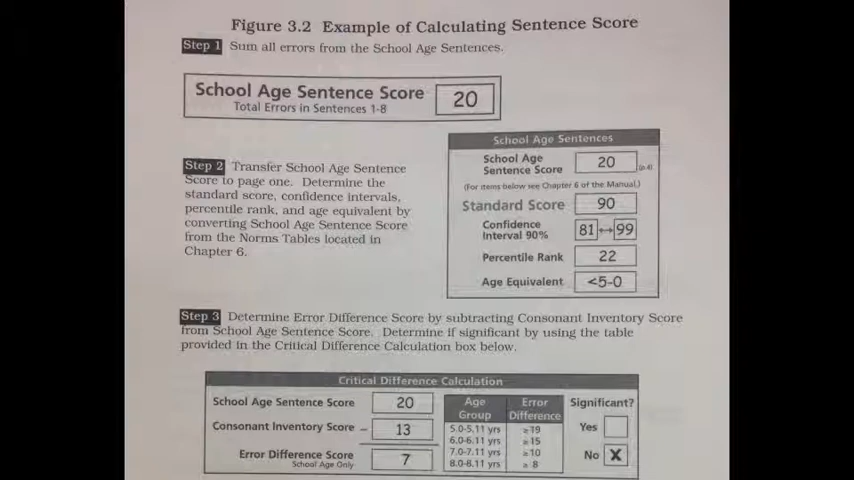 Figure 3.2 Example of Calculating Sentence Score
Step 1 Sum all errors from the School Age Sentences.
School Age Sentence Score
Total Errors in Sentences 1-8
20
School Age Sentences
School Age
Sentence Score
20
(p.4)
(For items below see Chapter 6 of the Manual.)
Standard Score 90
Confidence
Interval 90%
81 ↔ 99
Percentile Rank 22
Age Equivalent <5-0
Step 2 Transfer School Age Sentence
Score to page one. Determine the
standard score, confidence intervals,
percentile rank, and age equivalent by
converting School Age Sentence Score
from the Norms Tables located in
Chapter 6.
Step 3 Determine Error Difference Score by subtracting Consonant Inventory Score
from School Age Sentence Score. Determine if significant by using the table
provided in the Critical Difference Calculation box below.
Critical Difference Calculation
School Age Sentence Score 20
Consonant Inventory Score – 13
Error Difference Score 7
School Age Only
Age Group Error Difference
5.0-5.11 yrs ≥19
6.0-6.11 yrs ≥15
7.0-7.11 yrs ≥10
8.0-8.11 yrs ≥ 8
Significant?
Yes
No X